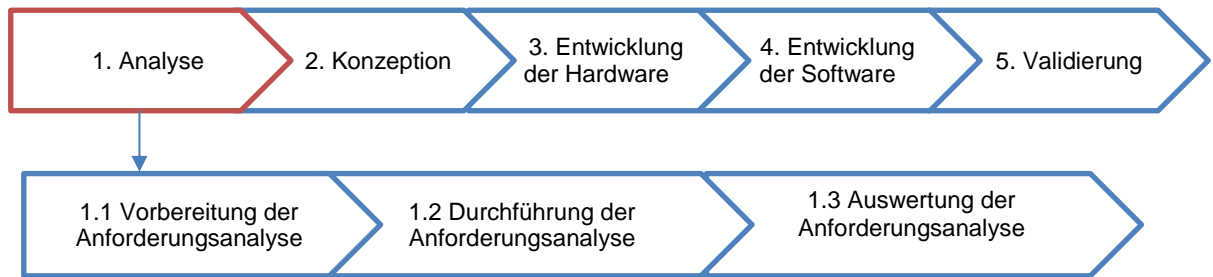 1. Analyse
2. Konzeption
3. Entwicklung
der Hardware
4. Entwicklung
der Software
5. Validierung
1.1 Vorbereitung der
Anforderungsanalyse
1.2 Durchführung der
Anforderungsanalyse
1.3 Auswertung der
Anforderungsanalyse